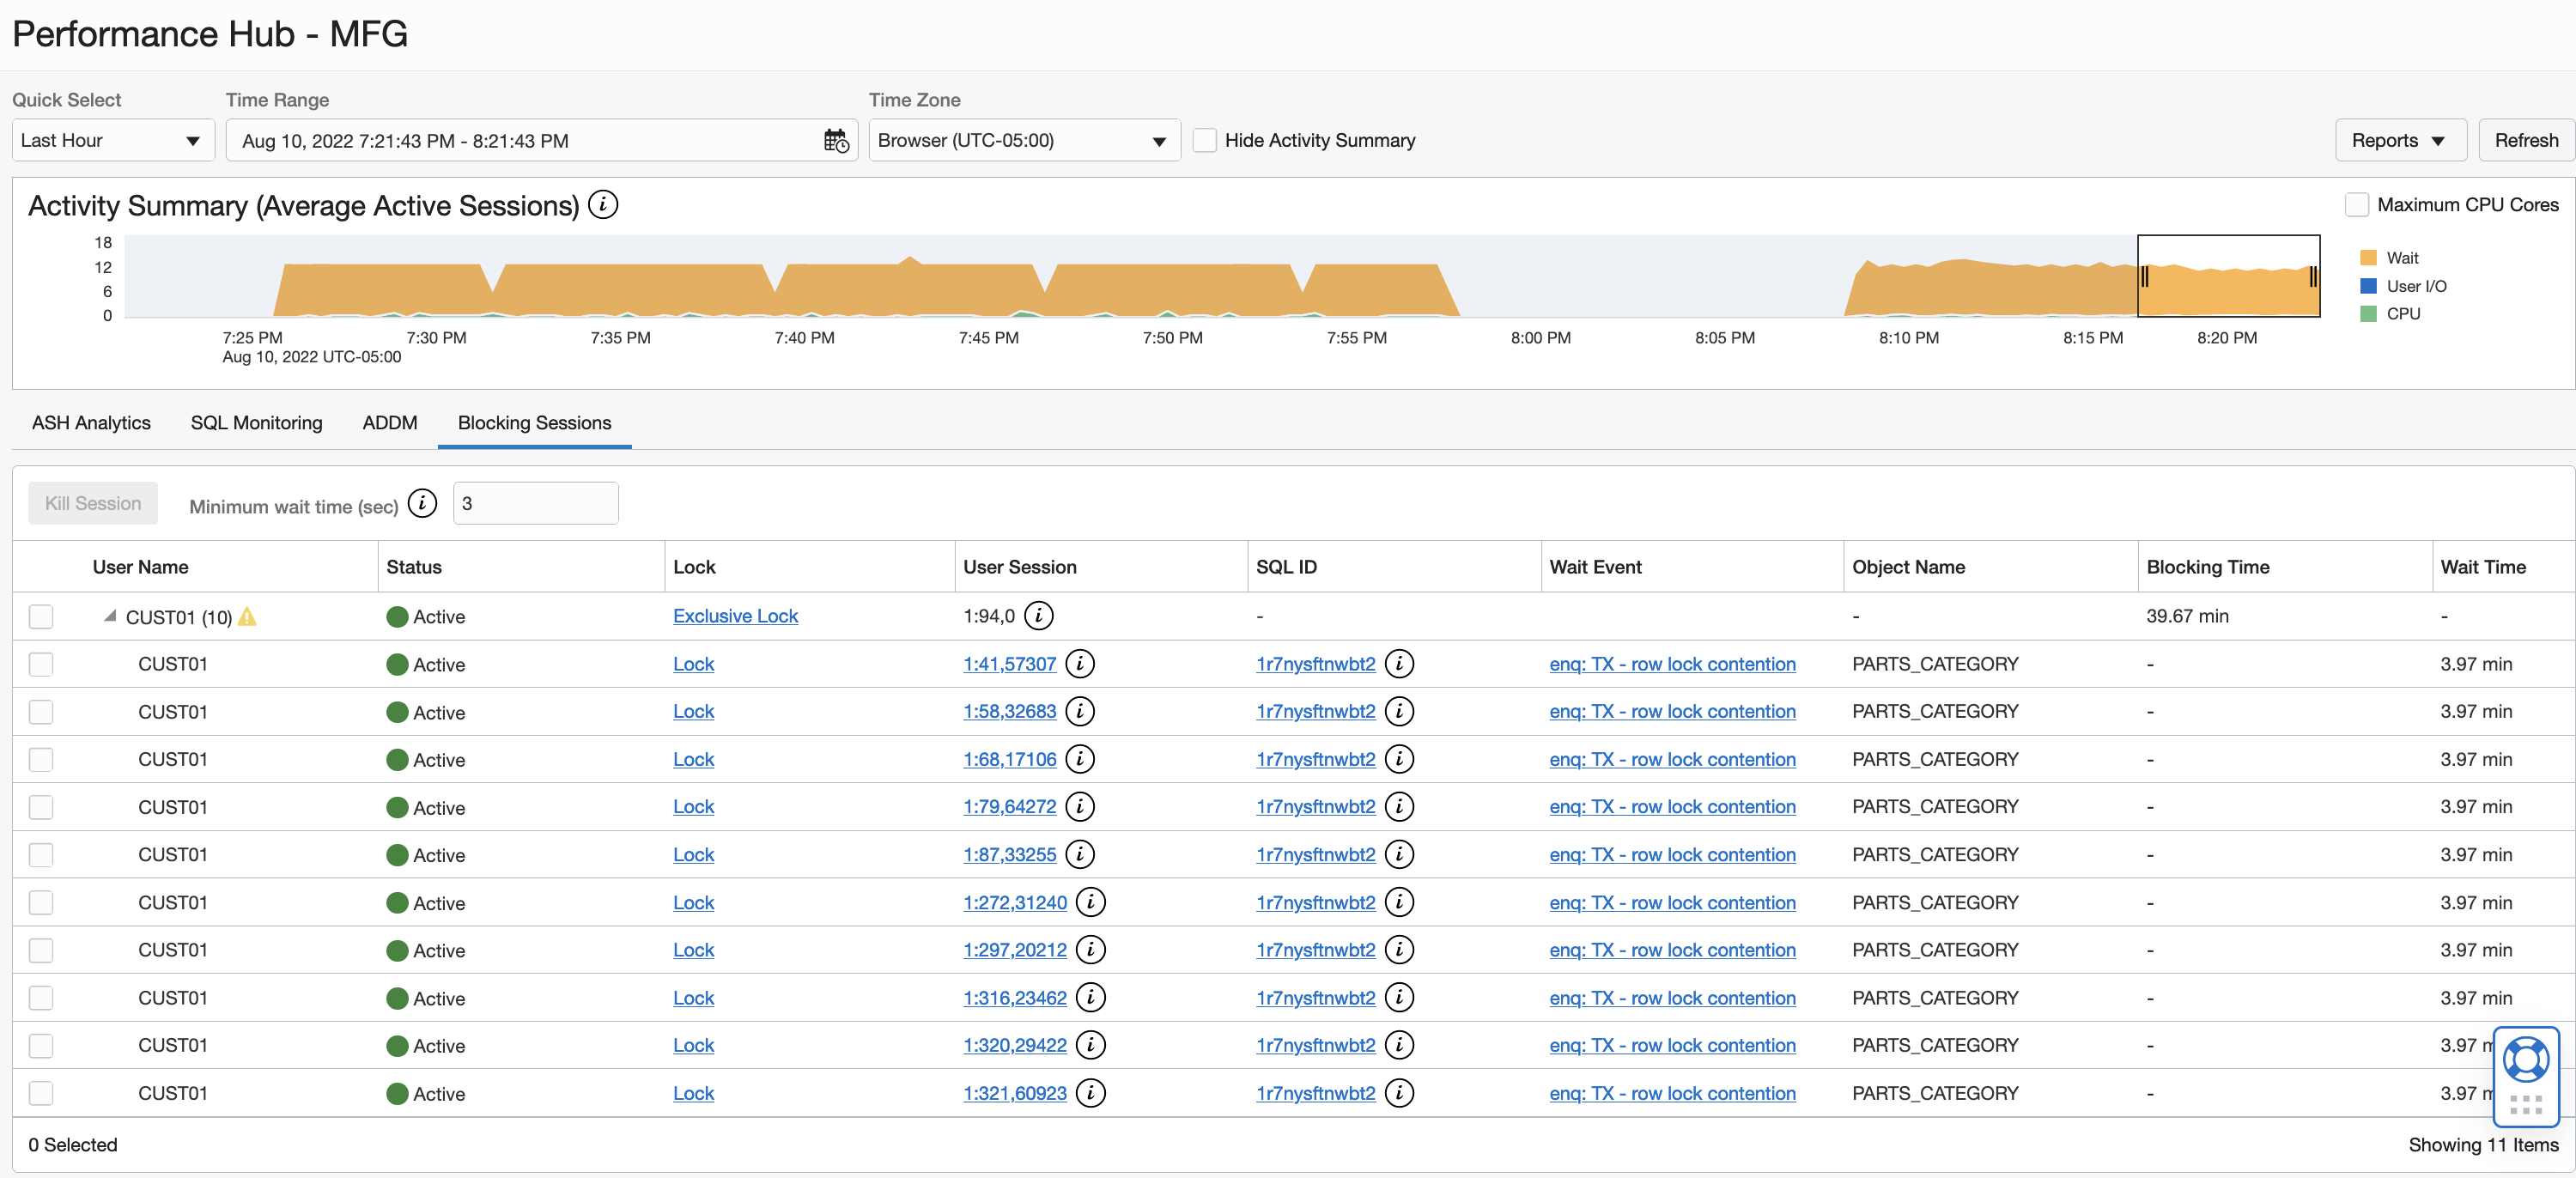 Performance Hub - MFG
Quick Select Time Range Time Zone
Last Hour Aug 10, 2022 7:21:43 PM - 8:21:43 PM Browser (UTC-05:00) Hide Activity Summary Reports Refresh
Activity Summary (Average Active Sessions) i Maximum CPU Cores
18
12
6
0
Wait
User I/O
CPU
7:25 PM 7:30 PM 7:35 PM 7:40 PM 7:45 PM 7:50 PM 7:55 PM 8:00 PM 8:05 PM 8:10 PM 8:15 PM 8:20 PM
Aug 10, 2022 UTC-05:00
ASH Analytics SQL Monitoring ADDM Blocking Sessions
Kill Session Minimum wait time (sec) i 3
User Name Status Lock User Session SQL ID Wait Event Object Name Blocking Time Wait Time
CUST01 (10) Active Exclusive Lock 1:94,0 i - - 39.67 min -
CUST01 Active Lock 1:41,57307 i 1r7nysftnwbt2 i enq: TX - row lock contention PARTS_CATEGORY - 3.97 min
CUST01 Active Lock 1:58,32683 i 1r7nysftnwbt2 i enq: TX - row lock contention PARTS_CATEGORY - 3.97 min
CUST01 Active Lock 1:68,17106 i 1r7nysftnwbt2 i enq: TX - row lock contention PARTS_CATEGORY - 3.97 min
CUST01 Active Lock 1:79,64272 i 1r7nysftnwbt2 i enq: TX - row lock contention PARTS_CATEGORY - 3.97 min
CUST01 Active Lock 1:87,33255 i 1r7nysftnwbt2 i enq: TX - row lock contention PARTS_CATEGORY - 3.97 min
CUST01 Active Lock 1:272,31240 i 1r7nysftnwbt2 i enq: TX - row lock contention PARTS_CATEGORY - 3.97 min
CUST01 Active Lock 1:297,20212 i 1r7nysftnwbt2 i enq: TX - row lock contention PARTS_CATEGORY - 3.97 min
CUST01 Active Lock 1:316,23462 i 1r7nysftnwbt2 i enq: TX - row lock contention PARTS_CATEGORY - 3.97 min
CUST01 Active Lock 1:320,29422 i 1r7nysftnwbt2 i enq: TX - row lock contention PARTS_CATEGORY - 3.97
CUST01 Active Lock 1:321,60923 i 1r7nysftnwbt2 i enq: TX - row lock contention PARTS_CATEGORY - 3.97
0 Selected Showing 11 Items